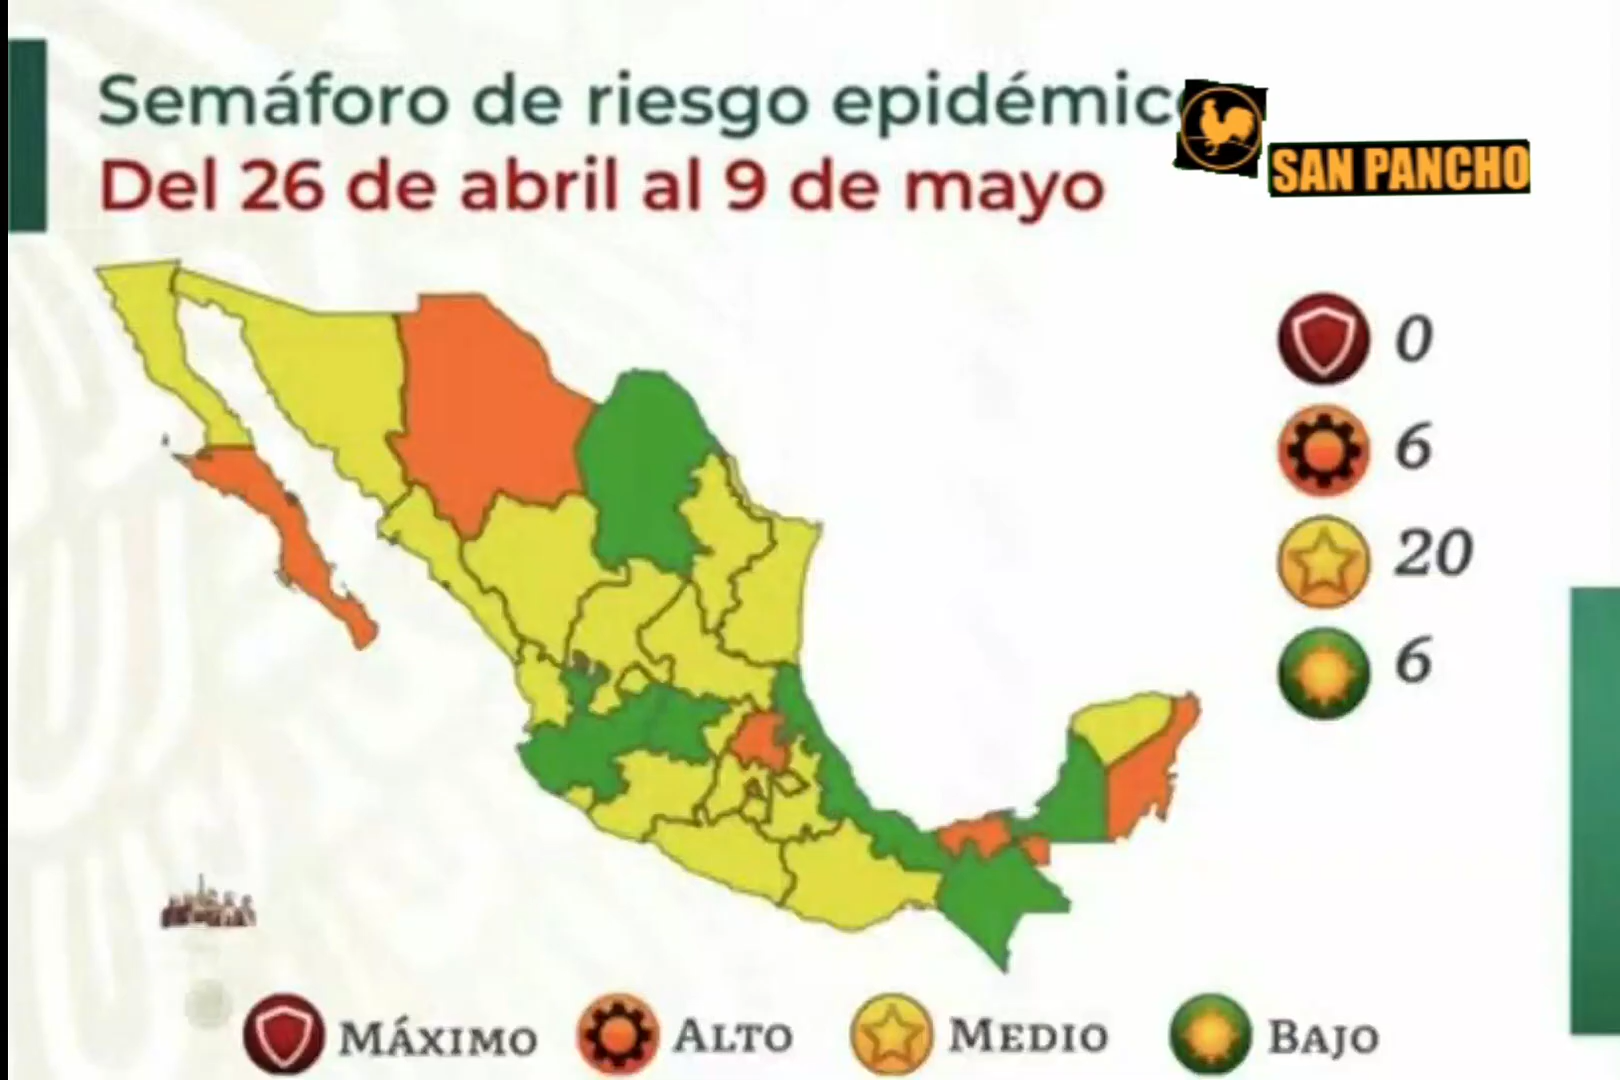 Semáforo de riesgo epidémic
Del 26 de abril al 9 de mayo
SAN PANCHO
0
6
20
6
MÁXIMO
ALTO
MEDIO
BAJO